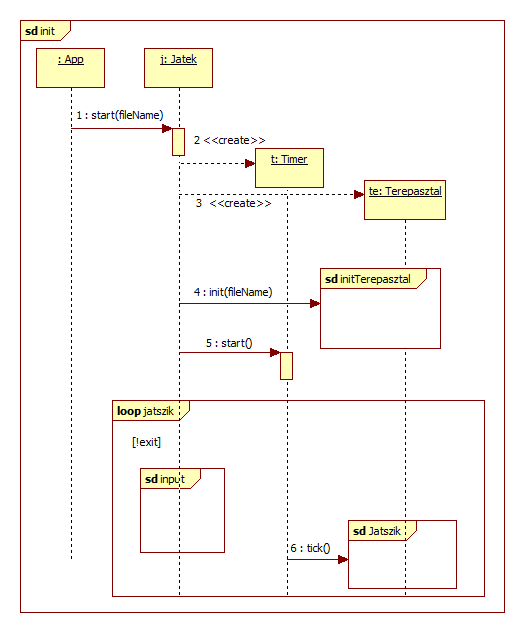 sd init
: App
j: Jatek
1 : start(fileName)
2 <<create>>
t: Timer
te: Terepasztal
3 <<create>>
sd initTerepasztal
4 : init(fileName)
5 : start()
loop jatszik
[!exit]
sd input
sd Jatszik
6 : tick()